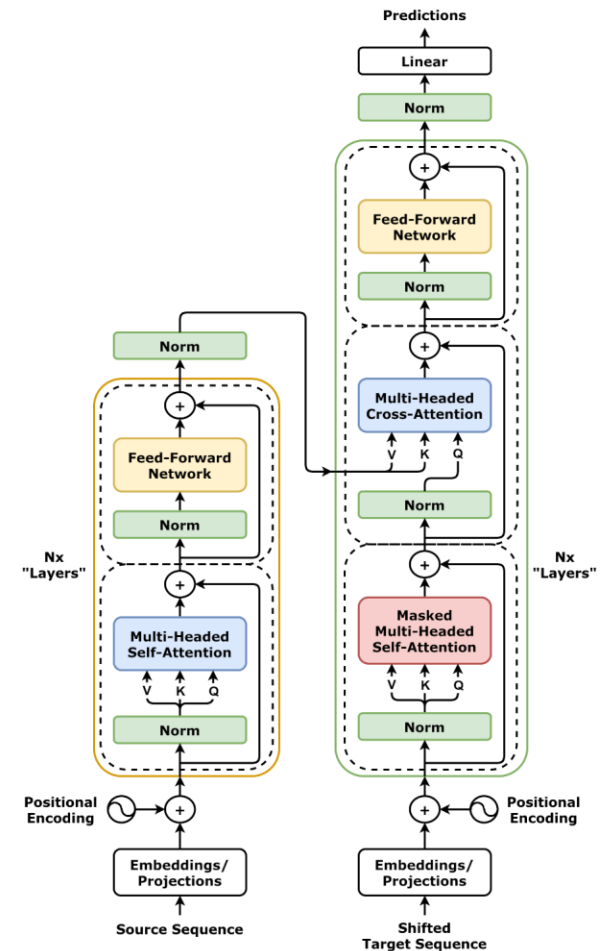 Predictions
Linear
Norm
+
Feed-Forward
Network
Norm
+
Multi-Headed
Cross-Attention
V K Q
Norm
+
Masked
Multi-Headed
Self-Attention
V K Q
Norm
Nx
"Layers"
+
Positional
Encoding
Embeddings/
Projections
Shifted
Target Sequence
Norm
+
Feed-Forward
Network
Norm
+
Multi-Headed
Self-Attention
V K Q
Norm
Nx
"Layers"
+
Positional
Encoding
Embeddings/
Projections
Source Sequence